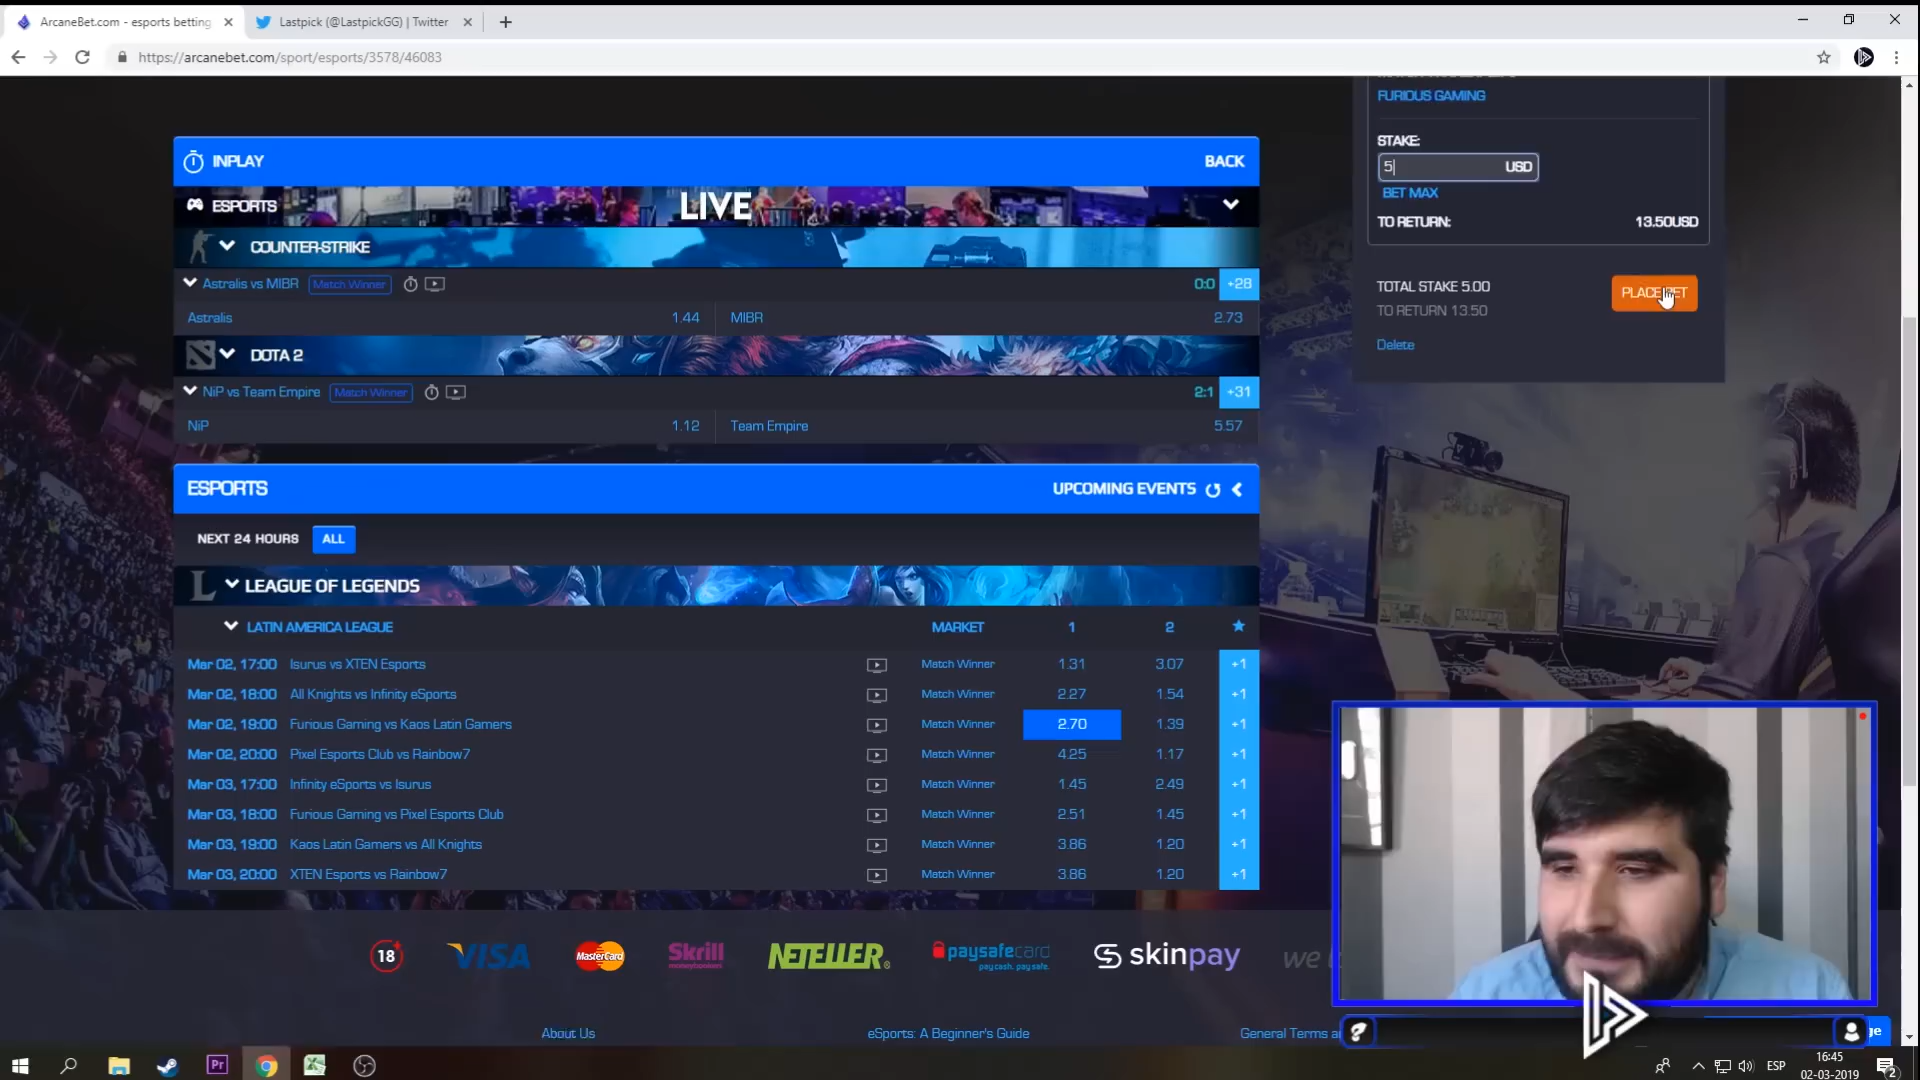 ArcaneBet.com - esports betting
Lastpick (@LastpickGG) | Twitter
https://arcanebet.com/sport/esports/3578/46083
FURIOUS GAMING
STAKE:
5 USD
BET MAX
TO RETURN: 13.50USD
TOTAL STAKE 5.00
TO RETURN 13.50
PLACE BET
Delete
INPLAY BACK
ESPORTS LIVE
COUNTER-STRIKE
Astralis vs MIBR Match Winner 0:0 +28
Astralis 1.44 MIBR 2.73
DOTA 2
NiP vs Team Empire Match Winner 2:1 +31
NiP 1.12 Team Empire 5.57
ESPORTS UPCOMING EVENTS
NEXT 24 HOURS ALL
LEAGUE OF LEGENDS
LATIN AMERICA LEAGUE MARKET 1 2
Mar 02, 17:00 Isurus vs XTEN Esports Match Winner 1.31 3.07 +1
Mar 02, 18:00 All Knights vs Infinity eSports Match Winner 2.27 1.54 +1
Mar 02, 19:00 Furious Gaming vs Kaos Latin Gamers Match Winner 2.70 1.39 +1
Mar 02, 20:00 Pixel Esports Club vs Rainbow7 Match Winner 4.25 1.17 +1
Mar 03, 17:00 Infinity eSports vs Isurus Match Winner 1.45 2.49 +1
Mar 03, 18:00 Furious Gaming vs Pixel Esports Club Match Winner 2.51 1.45 +1
Mar 03, 19:00 Kaos Latin Gamers vs All Knights Match Winner 3.86 1.20 +1
Mar 03, 20:00 XTEN Esports vs Rainbow7 Match Winner 3.86 1.20 +1
18 VISA MasterCard Skrill moneybookers NETELLER paysafecard pay cash. pay safe. skinpay we
About Us eSports: A Beginner's Guide General Terms
Pr ESP 16:45
02-03-2019 2